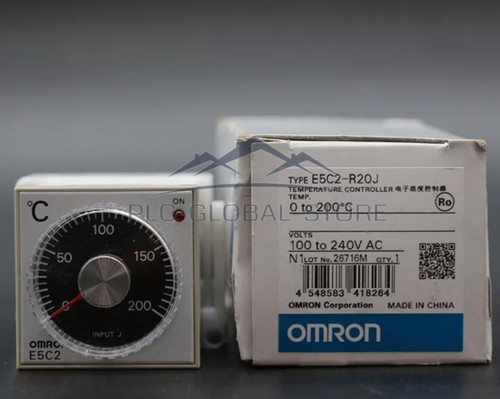 °C
ON
100
50
150
0
200
INPUT J
OMRON
E5C2
TYPE E5C2-R20J
TEMPERATURE CONTROLLER 电子温度控制器
TEMP.
0 to 200°C
Ro
VOLTS
100 to 240V AC
N1 LOT No. 26716M QTY. 1
4 548583 418264
OMRON Corporation MADE IN CHINA
OMRON
PLC GLOBAL STORE